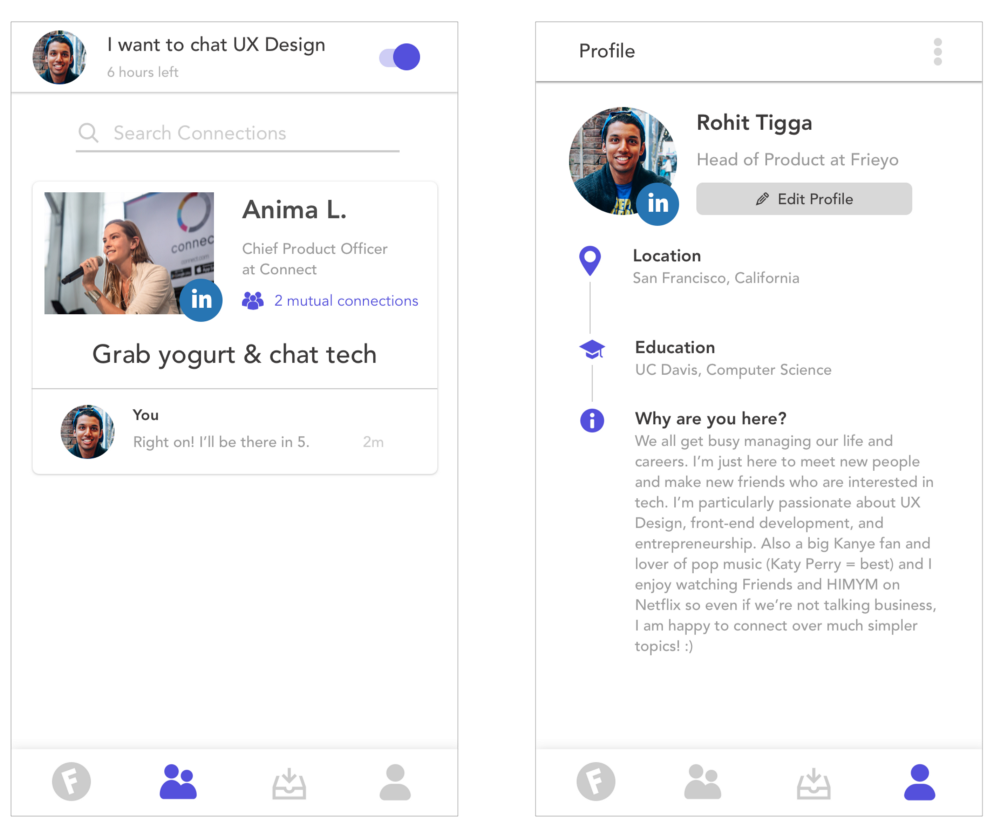 I want to chat UX Design
6 hours left
Search Connections
connec
in
Anima L.
Chief Product Officer
at Connect
2 mutual connections
Grab yogurt & chat tech
You
Right on! I'll be there in 5.
2m
F
Profile
Rohit Tigga
Head of Product at Frieyo
in
Edit Profile
Location
San Francisco, California
Education
UC Davis, Computer Science
Why are you here?
We all get busy managing our life and
careers. I'm just here to meet new people
and make new friends who are interested in
tech. I'm particularly passionate about UX
Design, front-end development, and
entrepreneurship. Also a big Kanye fan and
lover of pop music (Katy Perry = best) and I
enjoy watching Friends and HIMYM on
Netflix so even if we're not talking business,
I am happy to connect over much simpler
topics! :)
F